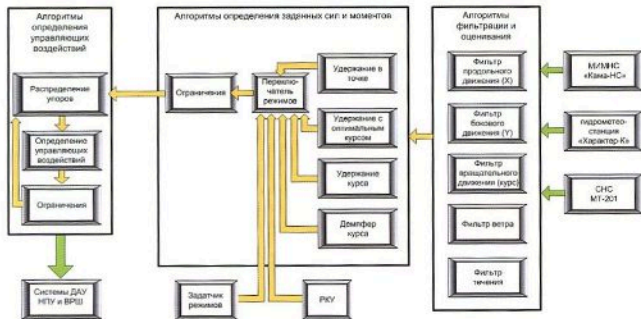 Алгоритмы
определения
управляющих
воздействий
Распределение
упоров
Определение
управляющих
воздействий
Ограничения
Системы ДАУ
НПУ и ВРШ
Алгоритмы определения заданных сил и моментов
Ограничения
Переклю-
чатель
режимов
Удержание в
точке
Удержание с
оптимальным
курсом
Удержание
курса
Демпфер
курса
Задатчик
режимов
РКУ
Алгоритмы
фильтрации и
оценивания
Фильтр
продольного
движения (X)
Фильтр
бокового
движения (Y)
Фильтр
вращательного
движения (курс)
Фильтр ветра
Фильтр
течения
МИМНС
«Кама-НС»
гидрометео-
станция
«Характер-К»
СНС
МТ-201